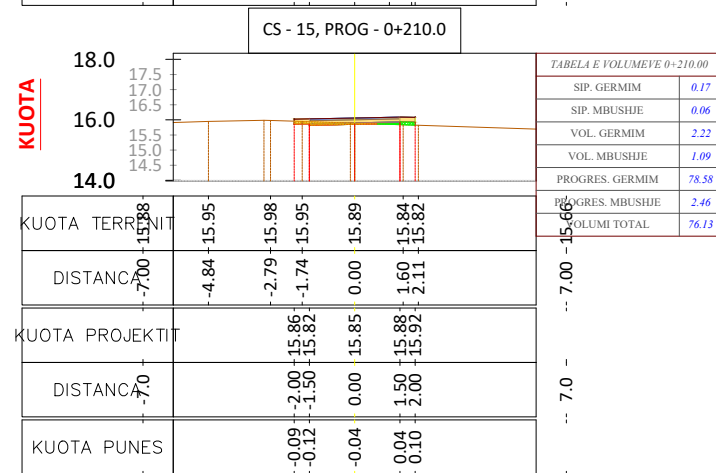 CS - 15, PROG - 0+210.0
KUOTA
18.0
17.5
17.0
16.5
16.0
15.5
15.0
14.5
14.0
TABELA E VOLUMEVE 0+210.00
SIP. GERMIM 0.17
SIP. MBUSHJE 0.06
VOL. GERMIM 2.22
VOL. MBUSHJE 1.09
PROGRES. GERMIM 78.58
PROGRES. MBUSHJE 2.46
VOLUMI TOTAL 76.13
KUOTA TERRENIT 15.88 15.95 15.98 15.95 15.89 15.84 15.82 15.66
DISTANCA -7.00 -4.84 -2.79 -1.74 0.00 1.60 2.11 7.00
KUOTA PROJEKTIT 15.86 15.82 15.85 15.88 15.92
DISTANCA -7.0 -2.00 -1.50 0.00 1.50 2.00 7.0
KUOTA PUNES -0.09 -0.12 -0.04 0.04 0.10